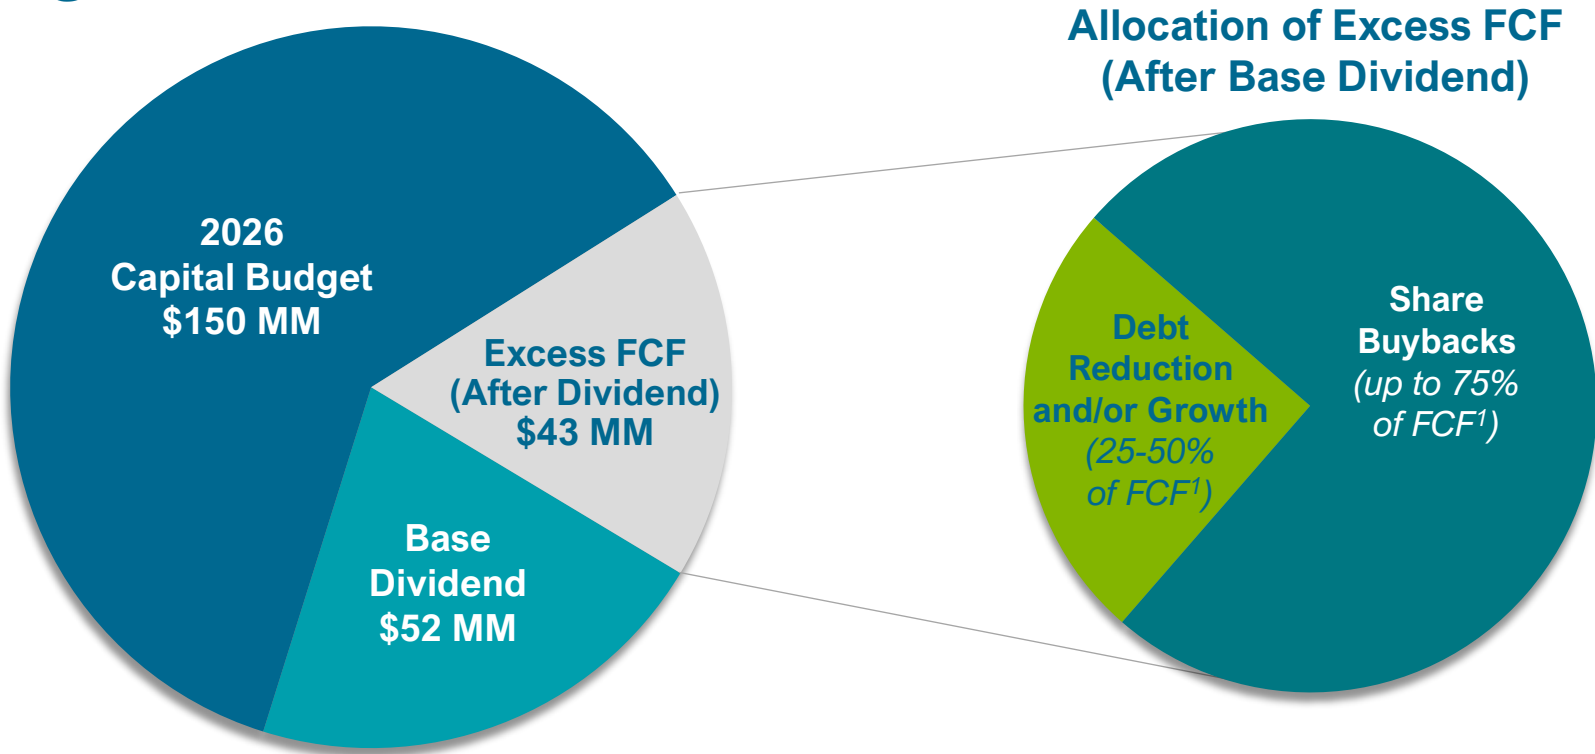 Allocation of Excess FCF
(After Base Dividend)
2026
Capital Budget
$150 MM
Excess FCF
(After Dividend)
$43 MM
Base
Dividend
$52 MM
Debt
Reduction
and/or Growth
(25-50%
of FCF¹)
Share
Buybacks
(up to 75%
of FCF¹)